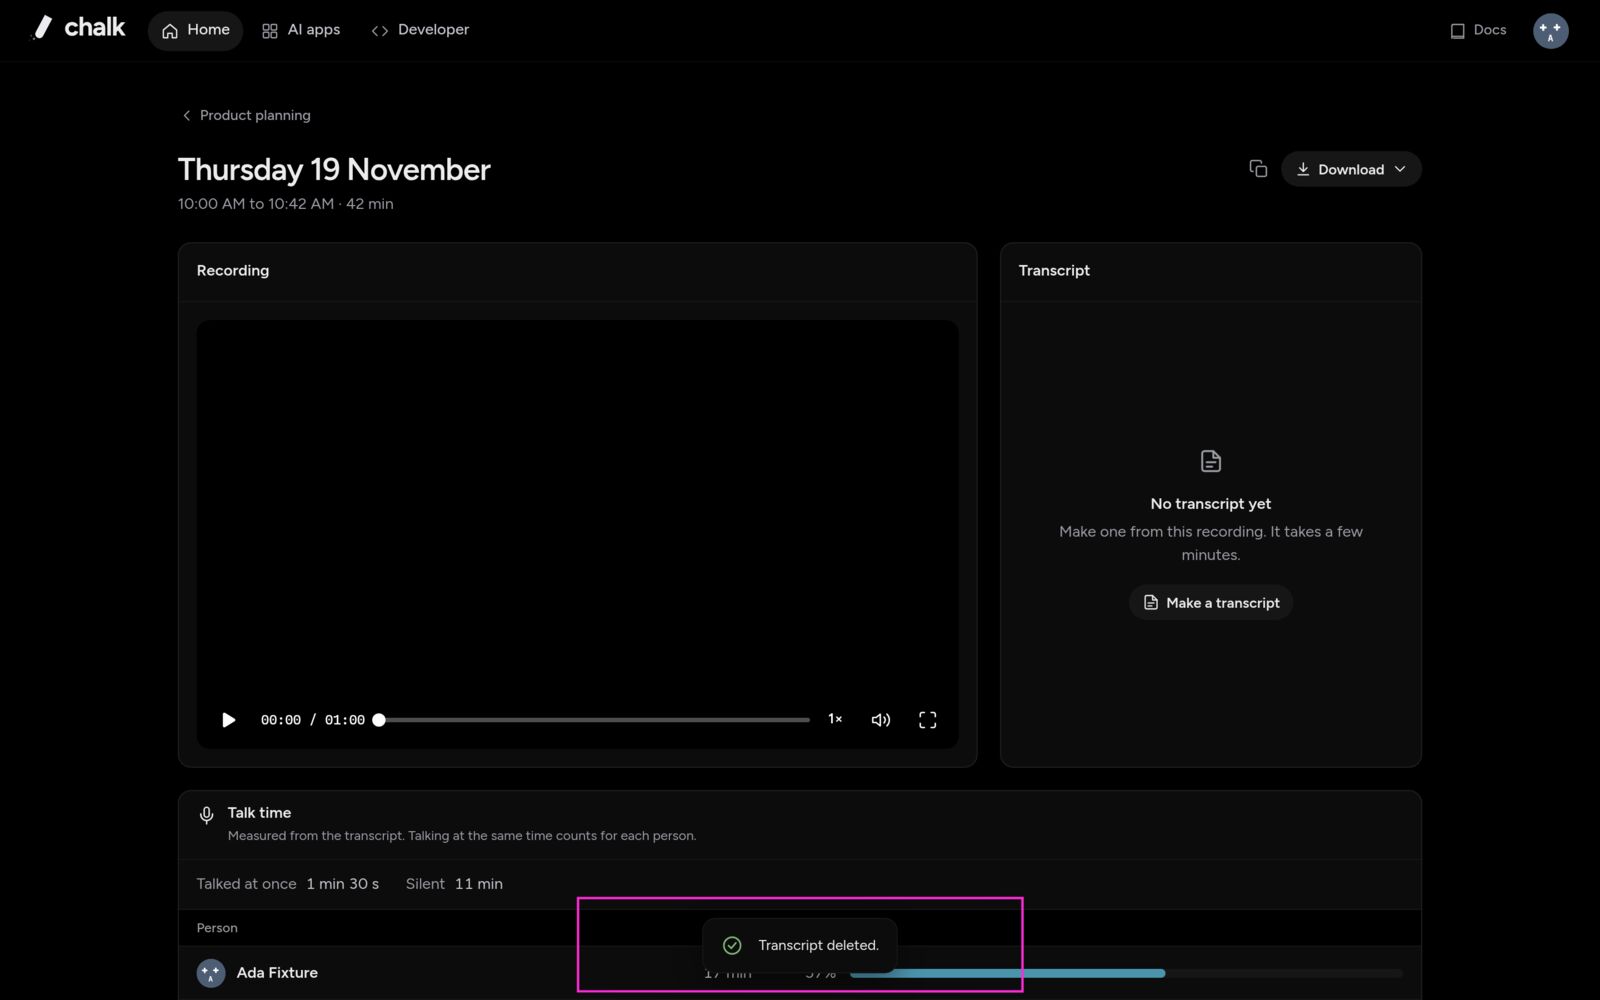 chalk
Home
AI apps
Developer
Docs
A
Product planning
Thursday 19 November
10:00 AM to 10:42 AM · 42 min
Download
Recording
Transcript
No transcript yet
Make one from this recording. It takes a few
minutes.
Make a transcript
00:00 / 01:00
1×
Talk time
Measured from the transcript. Talking at the same time counts for each person.
Talked at once 1 min 30 s Silent 11 min
Person
Transcript deleted.
A
Ada Fixture